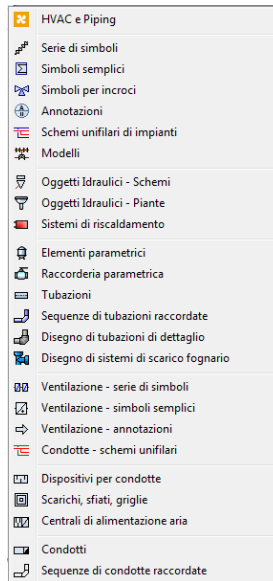 HVAC e Piping
Serie di simboli
Simboli semplici
Simboli per incroci
Annotazioni
Schemi unifilari di impianti
Modelli
Oggetti Idraulici - Schemi
Oggetti Idraulici - Piante
Sistemi di riscaldamento
Elementi parametrici
Raccorderia parametrica
Tubazioni
Sequenze di tubazioni raccordate
Disegno di tubazioni di dettaglio
Disegno di sistemi di scarico fognario
Ventilazione - serie di simboli
Ventilazione - simboli semplici
Ventilazione - annotazioni
Condotte - schemi unifilari
Dispositivi per condotte
Scarichi, sfiati, griglie
Centrali di alimentazione aria
Condotti
Sequenze di condotte raccordate